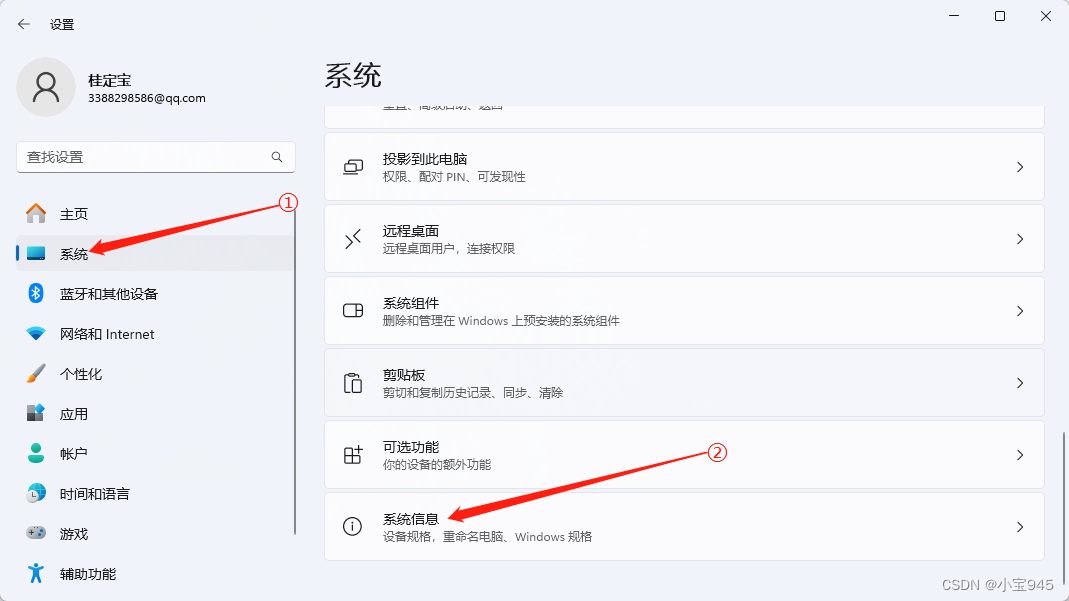 设置
桂定宝
3388298586@qq.com
查找设置
主页
系统
蓝牙和其他设备
网络和 Internet
个性化
应用
帐户
时间和语言
游戏
辅助功能
①
系统
投影到此电脑
权限、配对 PIN、可发现性
远程桌面
远程桌面用户，连接权限
系统组件
删除和管理在 Windows 上预安装的系统组件
剪贴板
剪切和复制历史记录、同步、清除
可选功能
你的设备的额外功能
②
系统信息
设备规格，重命名电脑、Windows 规格
CSDN @小宝945